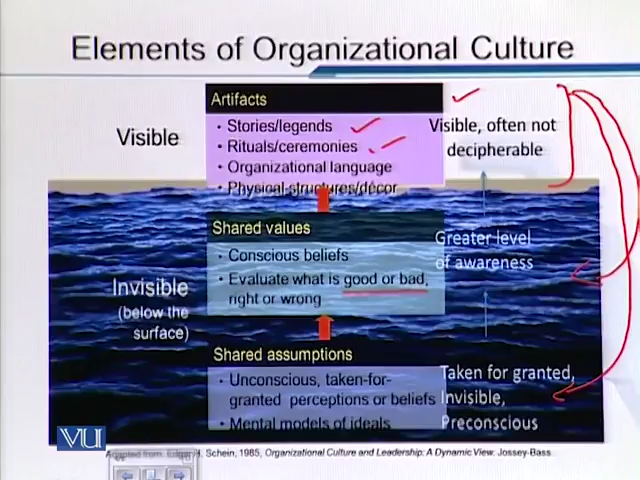 Elements of Organizational Culture
Artifacts
• Stories/legends
• Rituals/ceremonies
• Organizational language
• Physical structures/décor
Visible
Visible, often not
decipherable
Shared values
• Conscious beliefs
• Evaluate what is good or bad,
right or wrong
Greater level
of awareness
Invisible
(below the
surface)
Shared assumptions
• Unconscious, taken-for-
granted perceptions or beliefs
• Mental models of ideals
Taken for granted,
Invisible,
Preconscious
VU
Adapted from: Edgar H. Schein, 1985, Organizational Culture and Leadership: A Dynamic View. Jossey-Bass